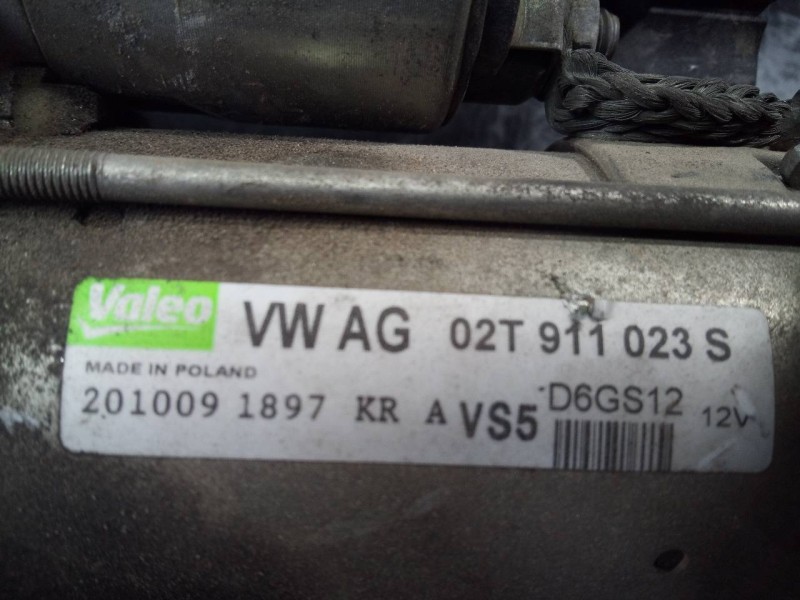 Valeo VW AG 02T 911 023 S
MADE IN POLAND
201009 1897 KR A VS5 D6GS12 12V